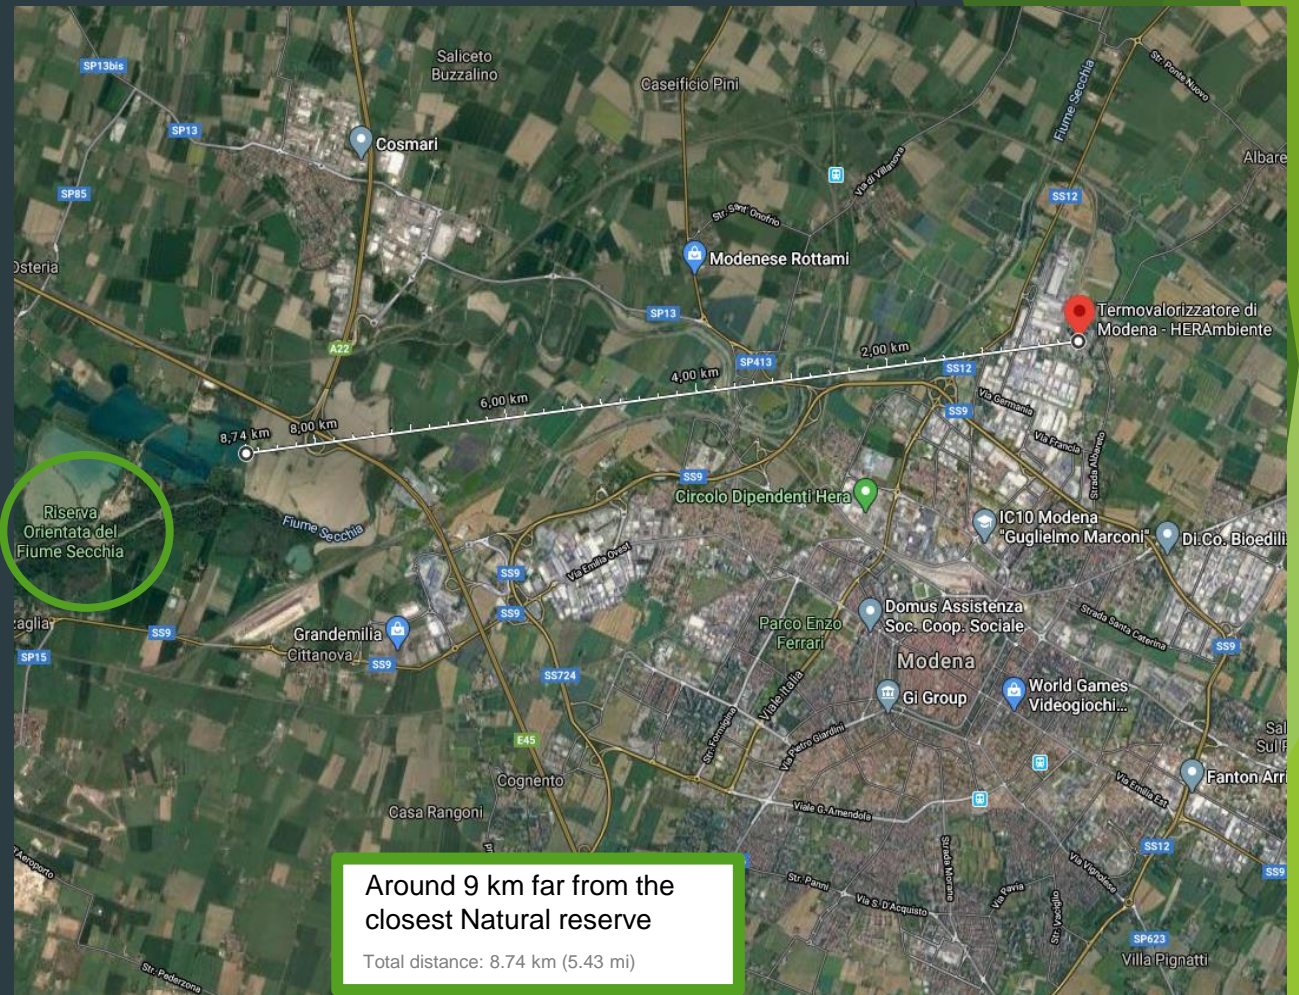 Saliceto
Buzzalino
Caseificio Pini
Fiume Secchia
Str. Ponte Nuovo
SP13bis
SP13
Cosmari
SP85
Via di Villanova
Albare
SS12
Str. Sant' Onofrio
Modenese Rottami
Osteria
SP13
Termovalorizzatore di
Modena - HERAmbiente
A22
SP413
2,00 km
SS12
4,00 km
6,00 km
8,00 km
8,74 km
Via Germania
SS9
Via Francia
Strada Albareto
SS9
Circolo Dipendenti Hera
Riserva
Orientata del
Fiume Secchia
Fiume Secchia
IC10 Modena
"Guglielmo Marconi"
Di.Co. Bioedili
Via Emilia Ovest
SS9
SS9
Domus Assistenza
Soc. Coop. Sociale
Parco Enzo
Ferrari
Strada Santa Caterina
zaglia
SS9
Grandemilia
Cittanova
SS9
SP15
SS9
Modena
SS724
Viale Italia
Gi Group
World Games
Videogiochi...
Str. Formigina
Via Pietro Giardini
E45
Sal
Cognento
Fanton Arri
Via Emilia Est
Casa Rangoni
Viale G. Amendola
Strada Morane
SS12
Via Vignolese
SS9
Str. Panni
Via S. D'Acquisto
Via Pavia
Str. Vaciglio
SP623
Villa Pignatti
Str. Pederzona
Around 9 km far from the
closest Natural reserve
Total distance: 8.74 km (5.43 mi)